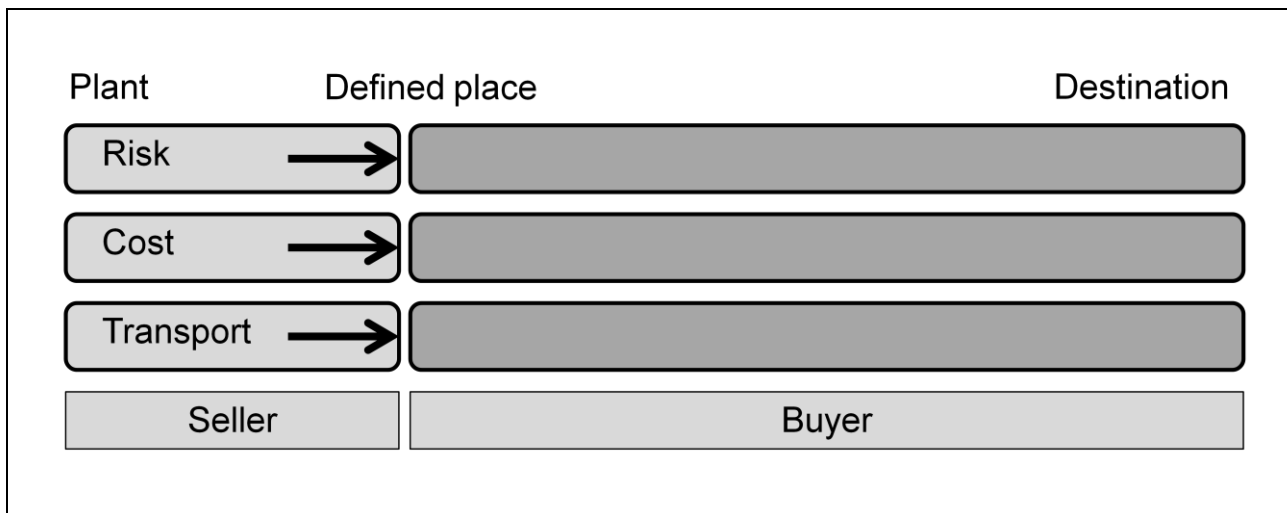 Plant Defined place Destination
Risk
Cost
Transport
Seller Buyer